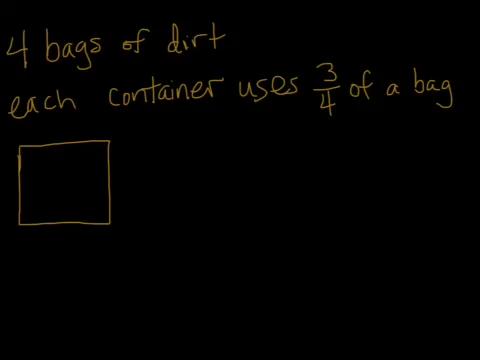 4 bags of dirt
each container uses 3/4 of a bag